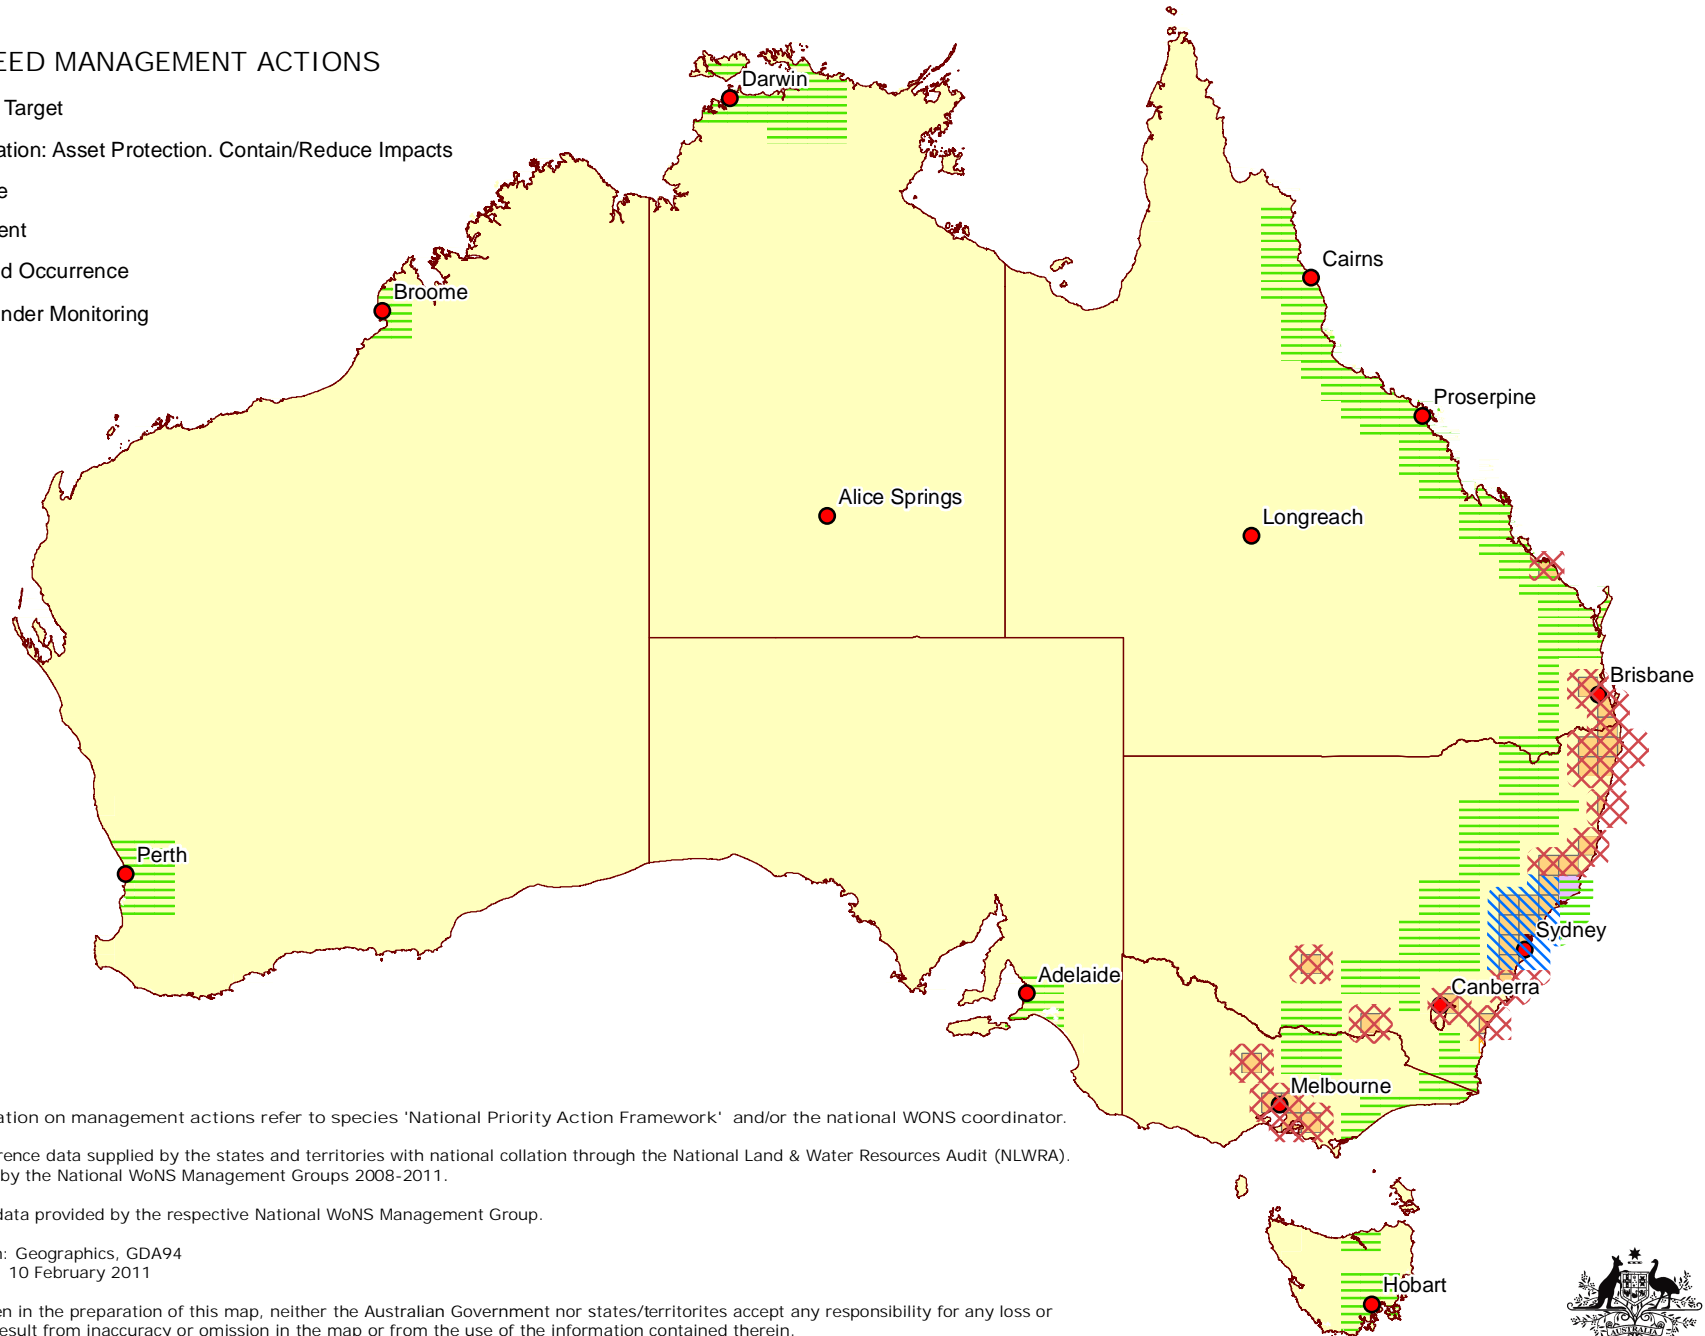 EED MANAGEMENT ACTIONS
Target
ation: Asset Protection. Contain/Reduce Impacts
e
ent
d Occurrence
nder Monitoring
Darwin
Broome
Cairns
Proserpine
Alice Springs
Longreach
Brisbane
Perth
Sydney
Adelaide
Canberra
Melbourne
Hobart
ation on management actions refer to species 'National Priority Action Framework' and/or the national WONS coordinator.
rence data supplied by the states and territories with national collation through the National Land & Water Resources Audit (NLWRA).
by the National WoNS Management Groups 2008-2011.
data provided by the respective National WoNS Management Group.
n: Geographics, GDA94
10 February 2011
en in the preparation of this map, neither the Australian Government nor states/territorites accept any responsibility for any loss or
esult from inaccuracy or omission in the map or from the use of the information contained therein.
AUSTRALIA